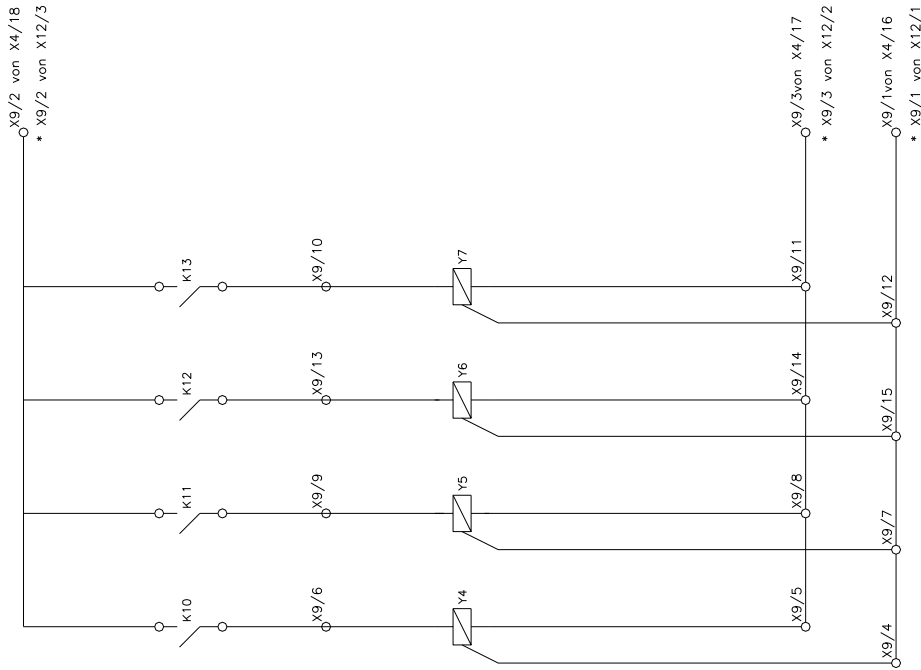 X9/2 von X4/18
* X9/2 von X12/3
X9/3von X4/17
* X9/3 von X12/2
X9/1von X4/16
* X9/1 von X12/1
K13
X9/10
Y7
X9/11
X9/12
K12
X9/13
Y6
X9/14
X9/15
K11
X9/9
Y5
X9/8
X9/7
K10
X9/6
Y4
X9/5
X9/4